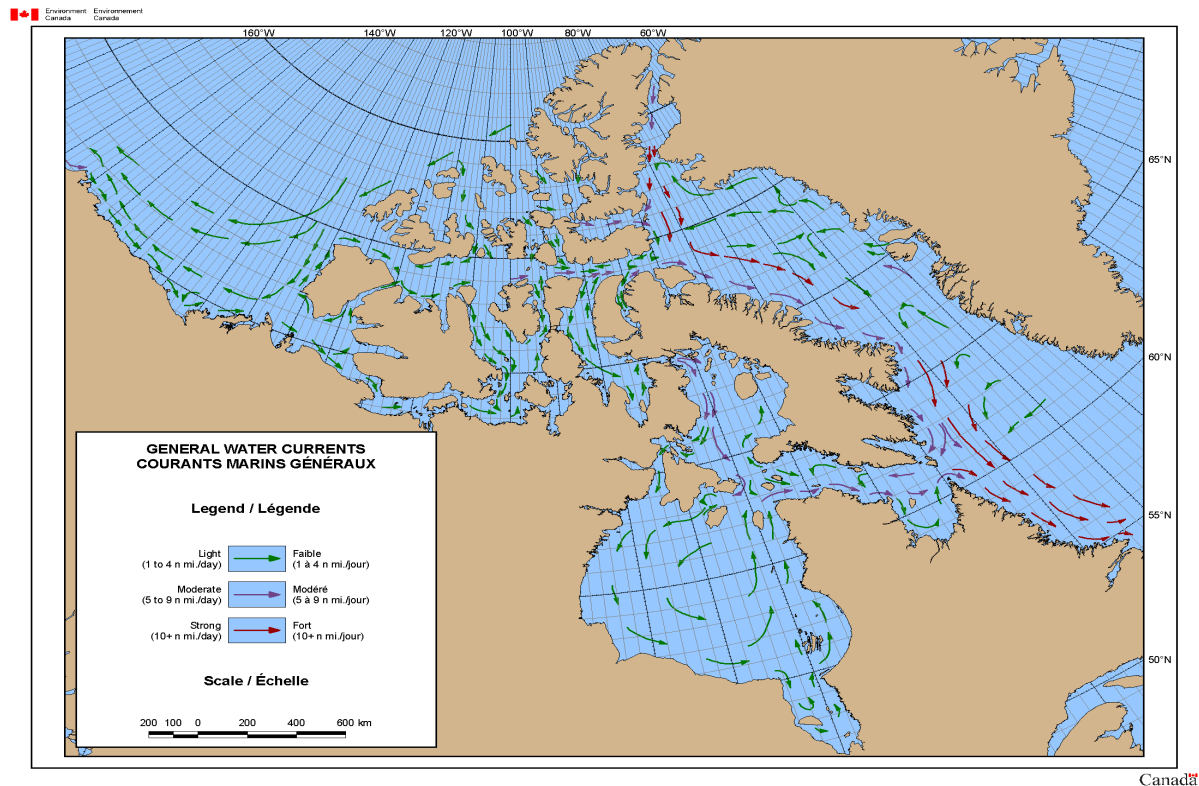 Environment Environnement
Canada Canada
160°W 140°W 120°W 100°W 80°W 60°W
65°N
60°N
55°N
50°N
GENERAL WATER CURRENTS
COURANTS MARINS GÉNÉRAUX
Legend / Légende
Light Faible
(1 to 4 n mi./day) (1 à 4 n mi./jour)
Moderate Modéré
(5 to 9 n mi./day) (5 à 9 n mi./jour)
Strong Fort
(10+ n mi./day) (10+ n mi./jour)
Scale / Échelle
200 100 0 200 400 600 km
Canada